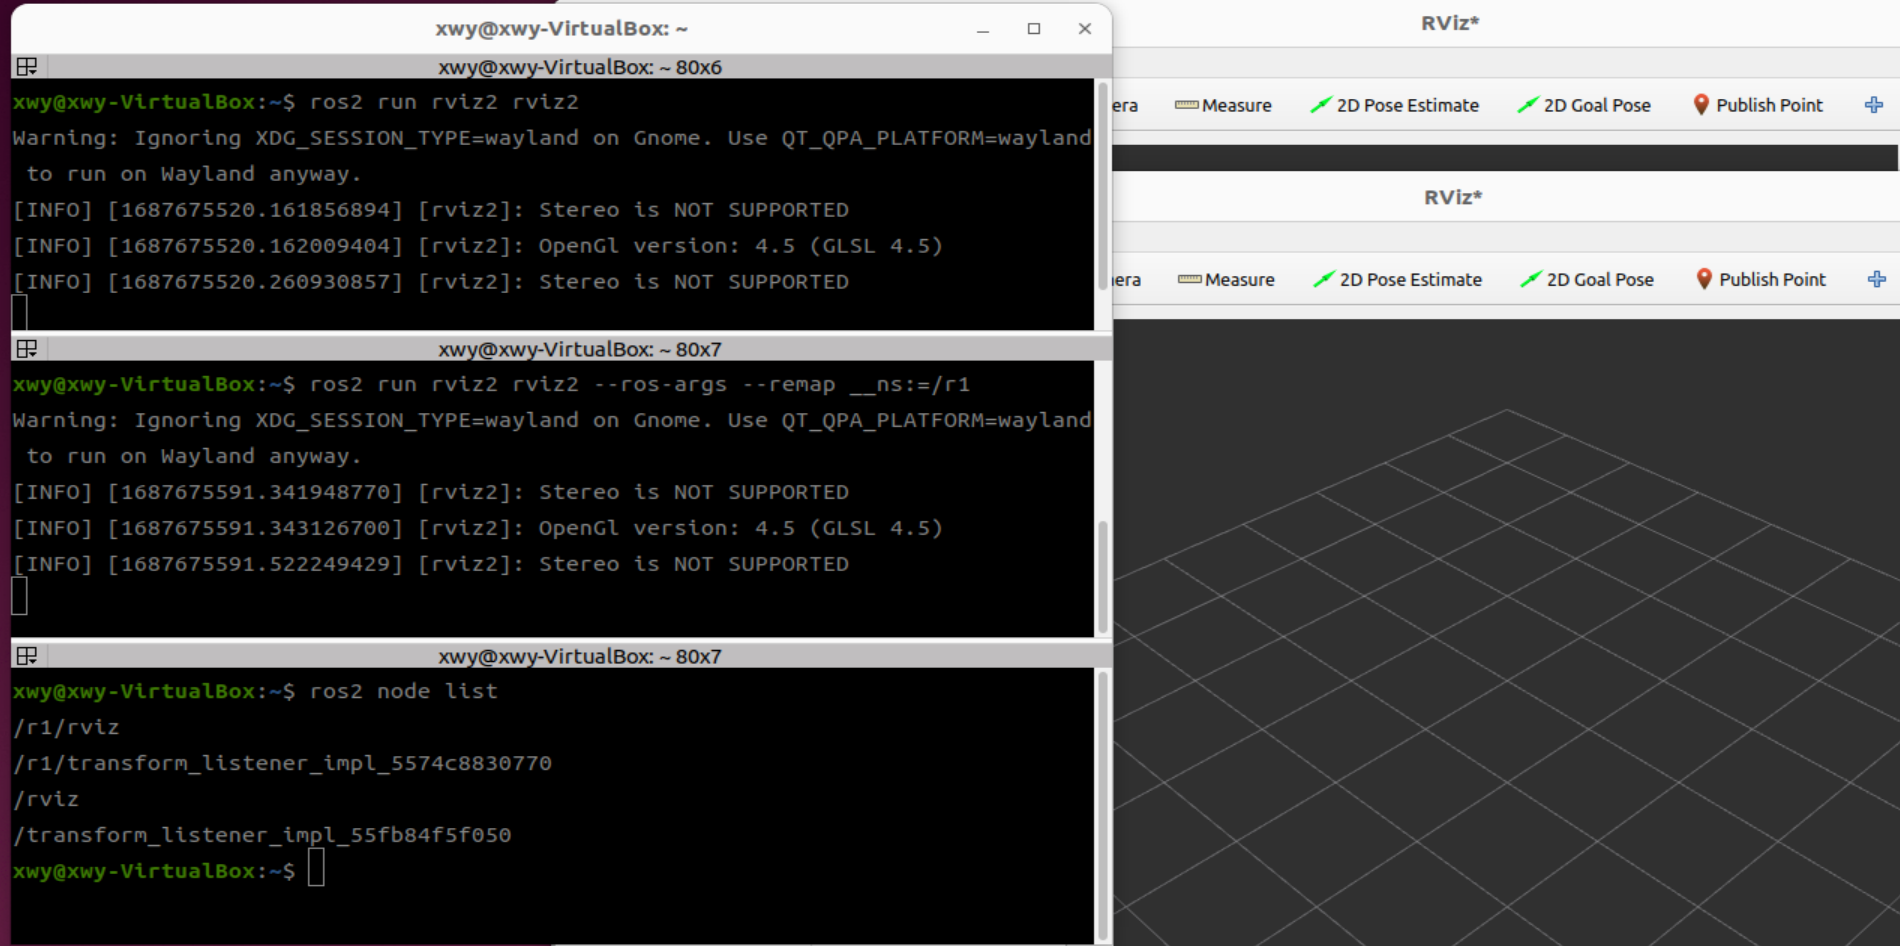 xwy@xwy-VirtualBox: ~
xwy@xwy-VirtualBox: ~ 80x6
xwy@xwy-VirtualBox:~$ ros2 run rviz2 rviz2
Warning: Ignoring XDG_SESSION_TYPE=wayland on Gnome. Use QT_QPA_PLATFORM=wayland
to run on Wayland anyway.
[INFO] [1687675520.161856894] [rviz2]: Stereo is NOT SUPPORTED
[INFO] [1687675520.162009404] [rviz2]: OpenGl version: 4.5 (GLSL 4.5)
[INFO] [1687675520.260930857] [rviz2]: Stereo is NOT SUPPORTED
xwy@xwy-VirtualBox: ~ 80x7
xwy@xwy-VirtualBox:~$ ros2 run rviz2 rviz2 --ros-args --remap __ns:=/r1
Warning: Ignoring XDG_SESSION_TYPE=wayland on Gnome. Use QT_QPA_PLATFORM=wayland
to run on Wayland anyway.
[INFO] [1687675591.341948770] [rviz2]: Stereo is NOT SUPPORTED
[INFO] [1687675591.343126700] [rviz2]: OpenGl version: 4.5 (GLSL 4.5)
[INFO] [1687675591.522249429] [rviz2]: Stereo is NOT SUPPORTED
xwy@xwy-VirtualBox: ~ 80x7
xwy@xwy-VirtualBox:~$ ros2 node list
/r1/rviz
/r1/transform_listener_impl_5574c8830770
/rviz
/transform_listener_impl_55fb84f5f050
xwy@xwy-VirtualBox:~$
RViz*
era Measure 2D Pose Estimate 2D Goal Pose Publish Point
RViz*
era Measure 2D Pose Estimate 2D Goal Pose Publish Point